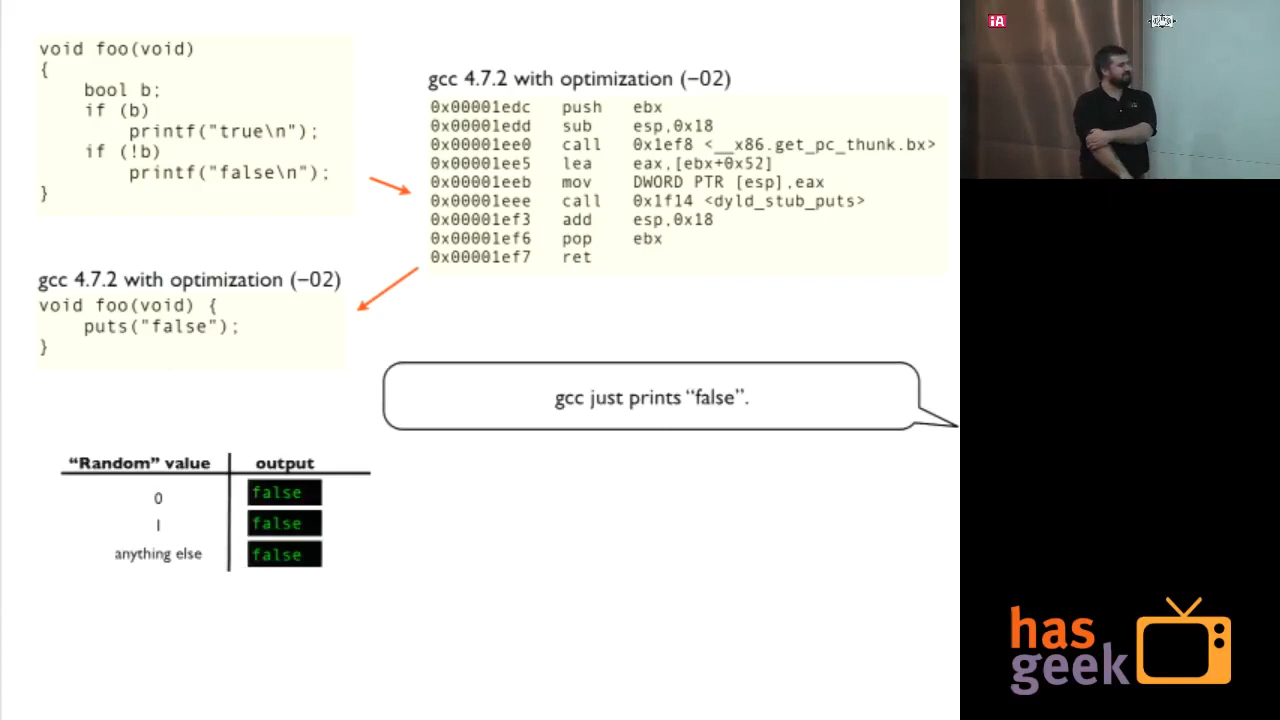 void foo(void)
{
    bool b;
    if (b)
        printf("true\n");
    if (!b)
        printf("false\n");
}
gcc 4.7.2 with optimization (-02)
0x00001edc push ebx
0x00001edd sub esp,0x18
0x00001ee0 call 0x1ef8 <__x86.get_pc_thunk.bx>
0x00001ee5 lea eax,[ebx+0x52]
0x00001eeb mov DWORD PTR [esp],eax
0x00001eee call 0x1f14 <dyld_stub_puts>
0x00001ef3 add esp,0x18
0x00001ef6 pop ebx
0x00001ef7 ret
gcc 4.7.2 with optimization (-02)
void foo(void) {
    puts("false");
}
gcc just prints “false”.
“Random” value output
0 false
1 false
anything else false
iA
has
geek